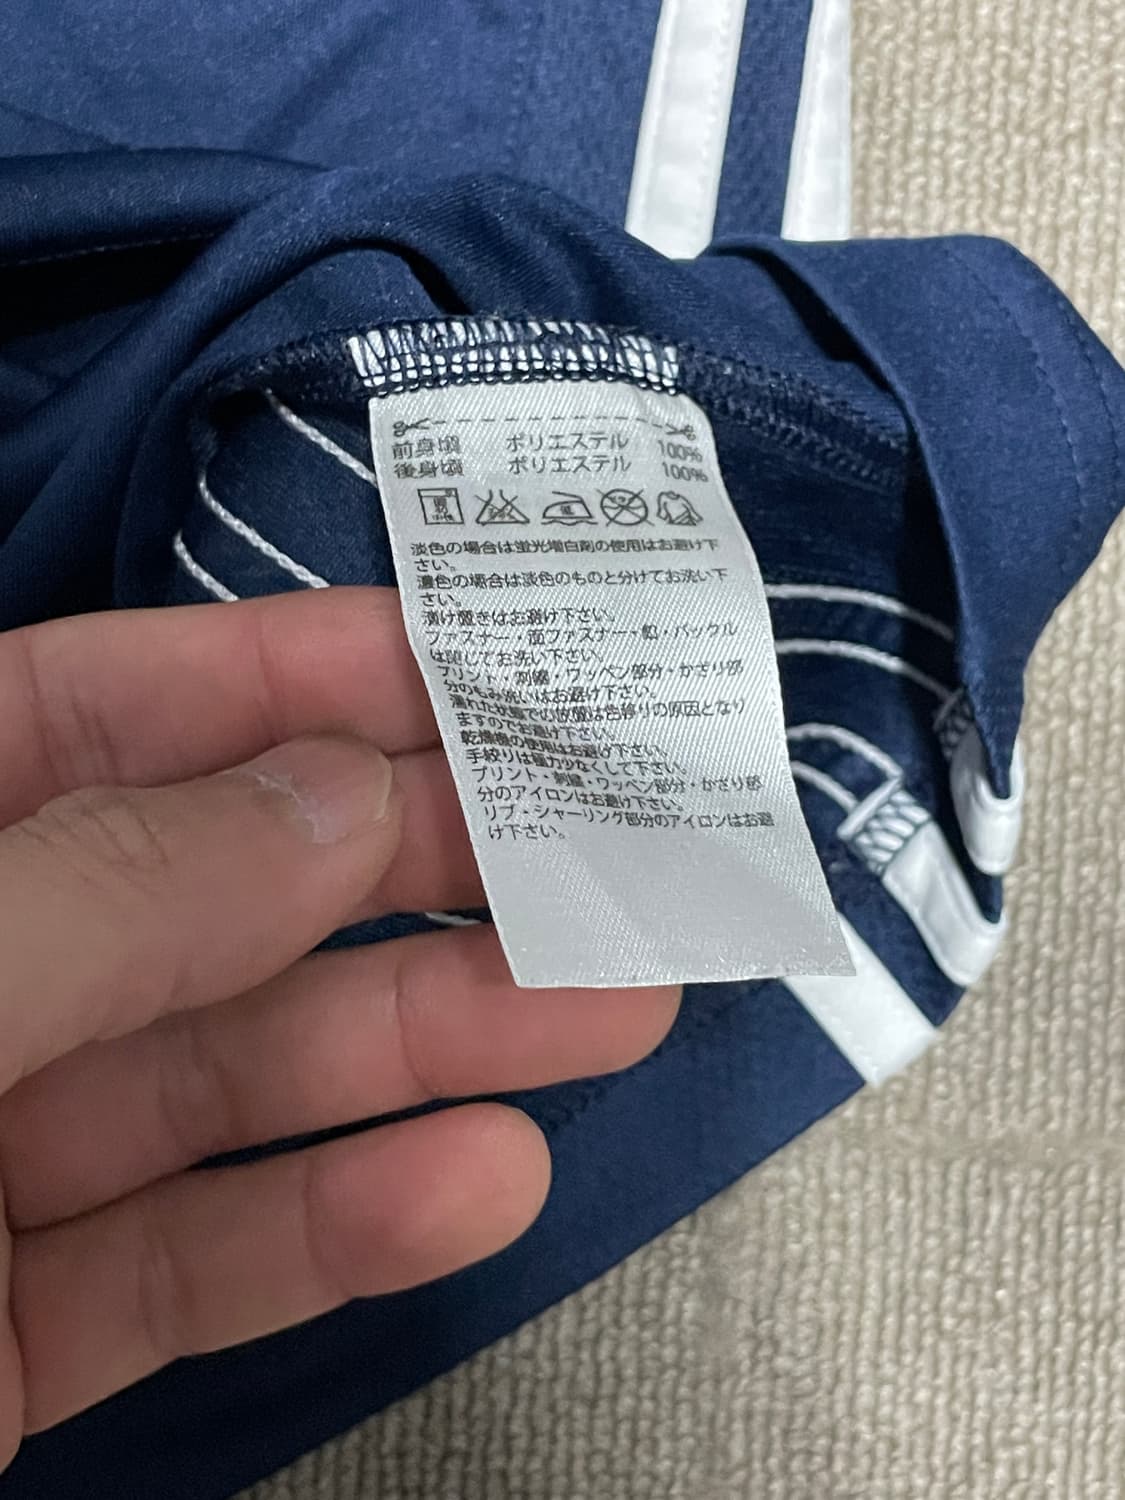 前身頃 ポリエステル 100%
後身頃 ポリエステル 100%
淡色の場合は蛍光増白剤の使用はお避け下
さい。
濃色の場合は淡色のものと分けてお洗い下
さい。
漬け置きはお避け下さい。
ファスナー・面ファスナー・釦・バックル
は閉じてお洗い下さい。
プリント・刺繍・ワッペン部分・かざり部
分のもみ洗いはお避け下さい。
濡れた状態での放置は色移りの原因となり
ますのでお避け下さい。
乾燥機の使用はお避け下さい。
手絞りは極力少なくして下さい。
プリント・刺繍・ワッペン部分・かざり部
分のアイロンはお避け下さい。
リブ・シャーリング部分のアイロンはお避
け下さい。